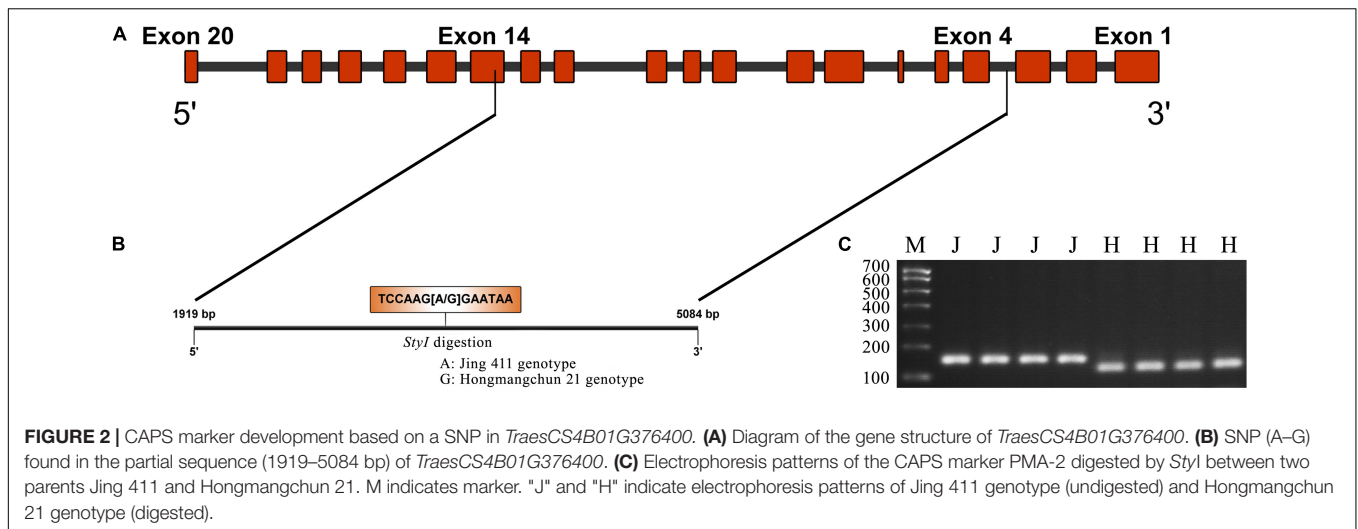 A
Exon 20 Exon 14 Exon 4 Exon 1
5' 3'
B
TCCAAG[A/G]GAATAA
1919 bp 5084 bp
5' StyI digestion 3'
A: Jing 411 genotype
G: Hongmangchun 21 genotype
C
M J J J J H H H H
700
600
500
400
300
200
100
FIGURE 2 | CAPS marker development based on a SNP in TraesCS4B01G376400. (A) Diagram of the gene structure of TraesCS4B01G376400. (B) SNP (A–G)
found in the partial sequence (1919–5084 bp) of TraesCS4B01G376400. (C) Electrophoresis patterns of the CAPS marker PMA-2 digested by StyI between two
parents Jing 411 and Hongmangchun 21. M indicates marker. "J" and "H" indicate electrophoresis patterns of Jing 411 genotype (undigested) and Hongmangchun
21 genotype (digested).